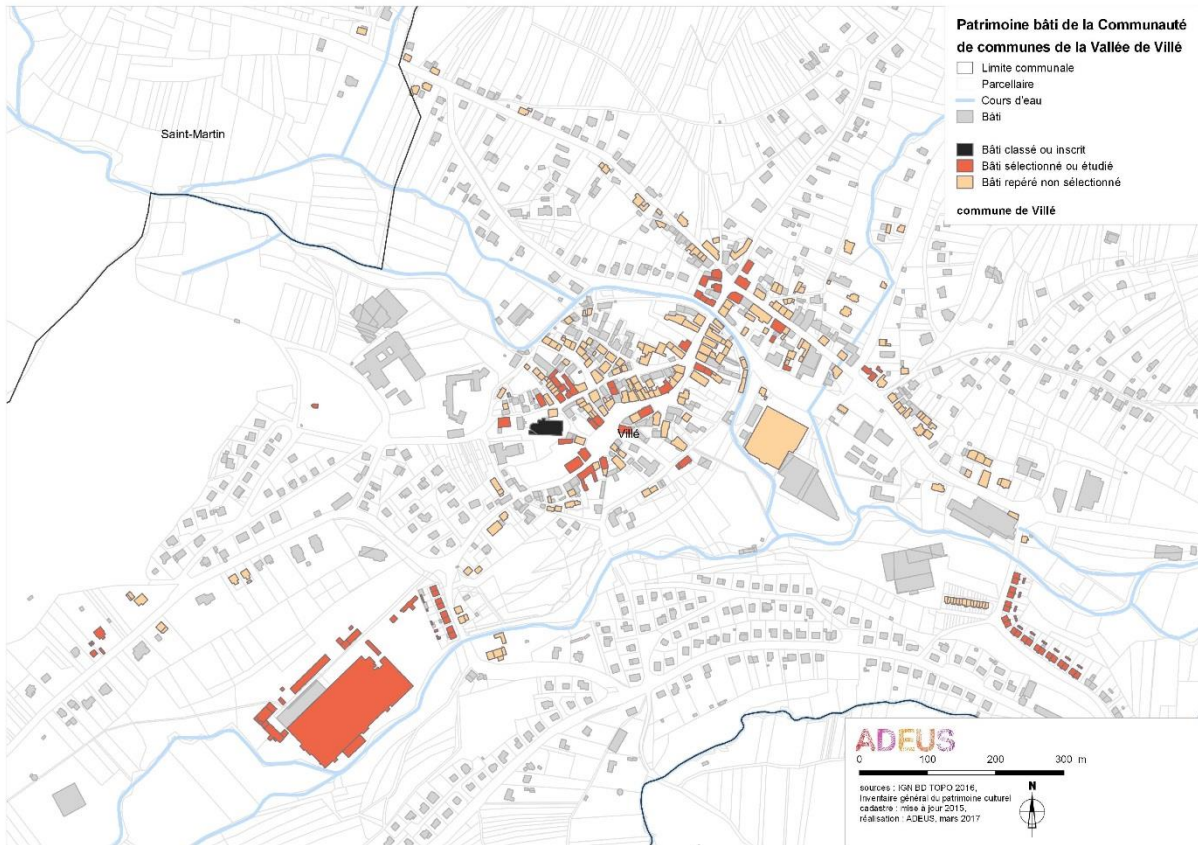 Patrimoine bâti de la Communauté
de communes de la Vallée de Villé
Limite communale
Parcellaire
Cours d'eau
Bâti
Bâti classé ou inscrit
Bâti sélectionné ou étudié
Bâti repéré non sélectionné
commune de Villé
Saint-Martin
Villé
ADEUS
0 100 200 300 m
sources : IGN BD TOPO 2016,
Inventaire général du patrimoine culturel
cadastre : mise à jour 2015,
réalisation : ADEUS, mars 2017
N